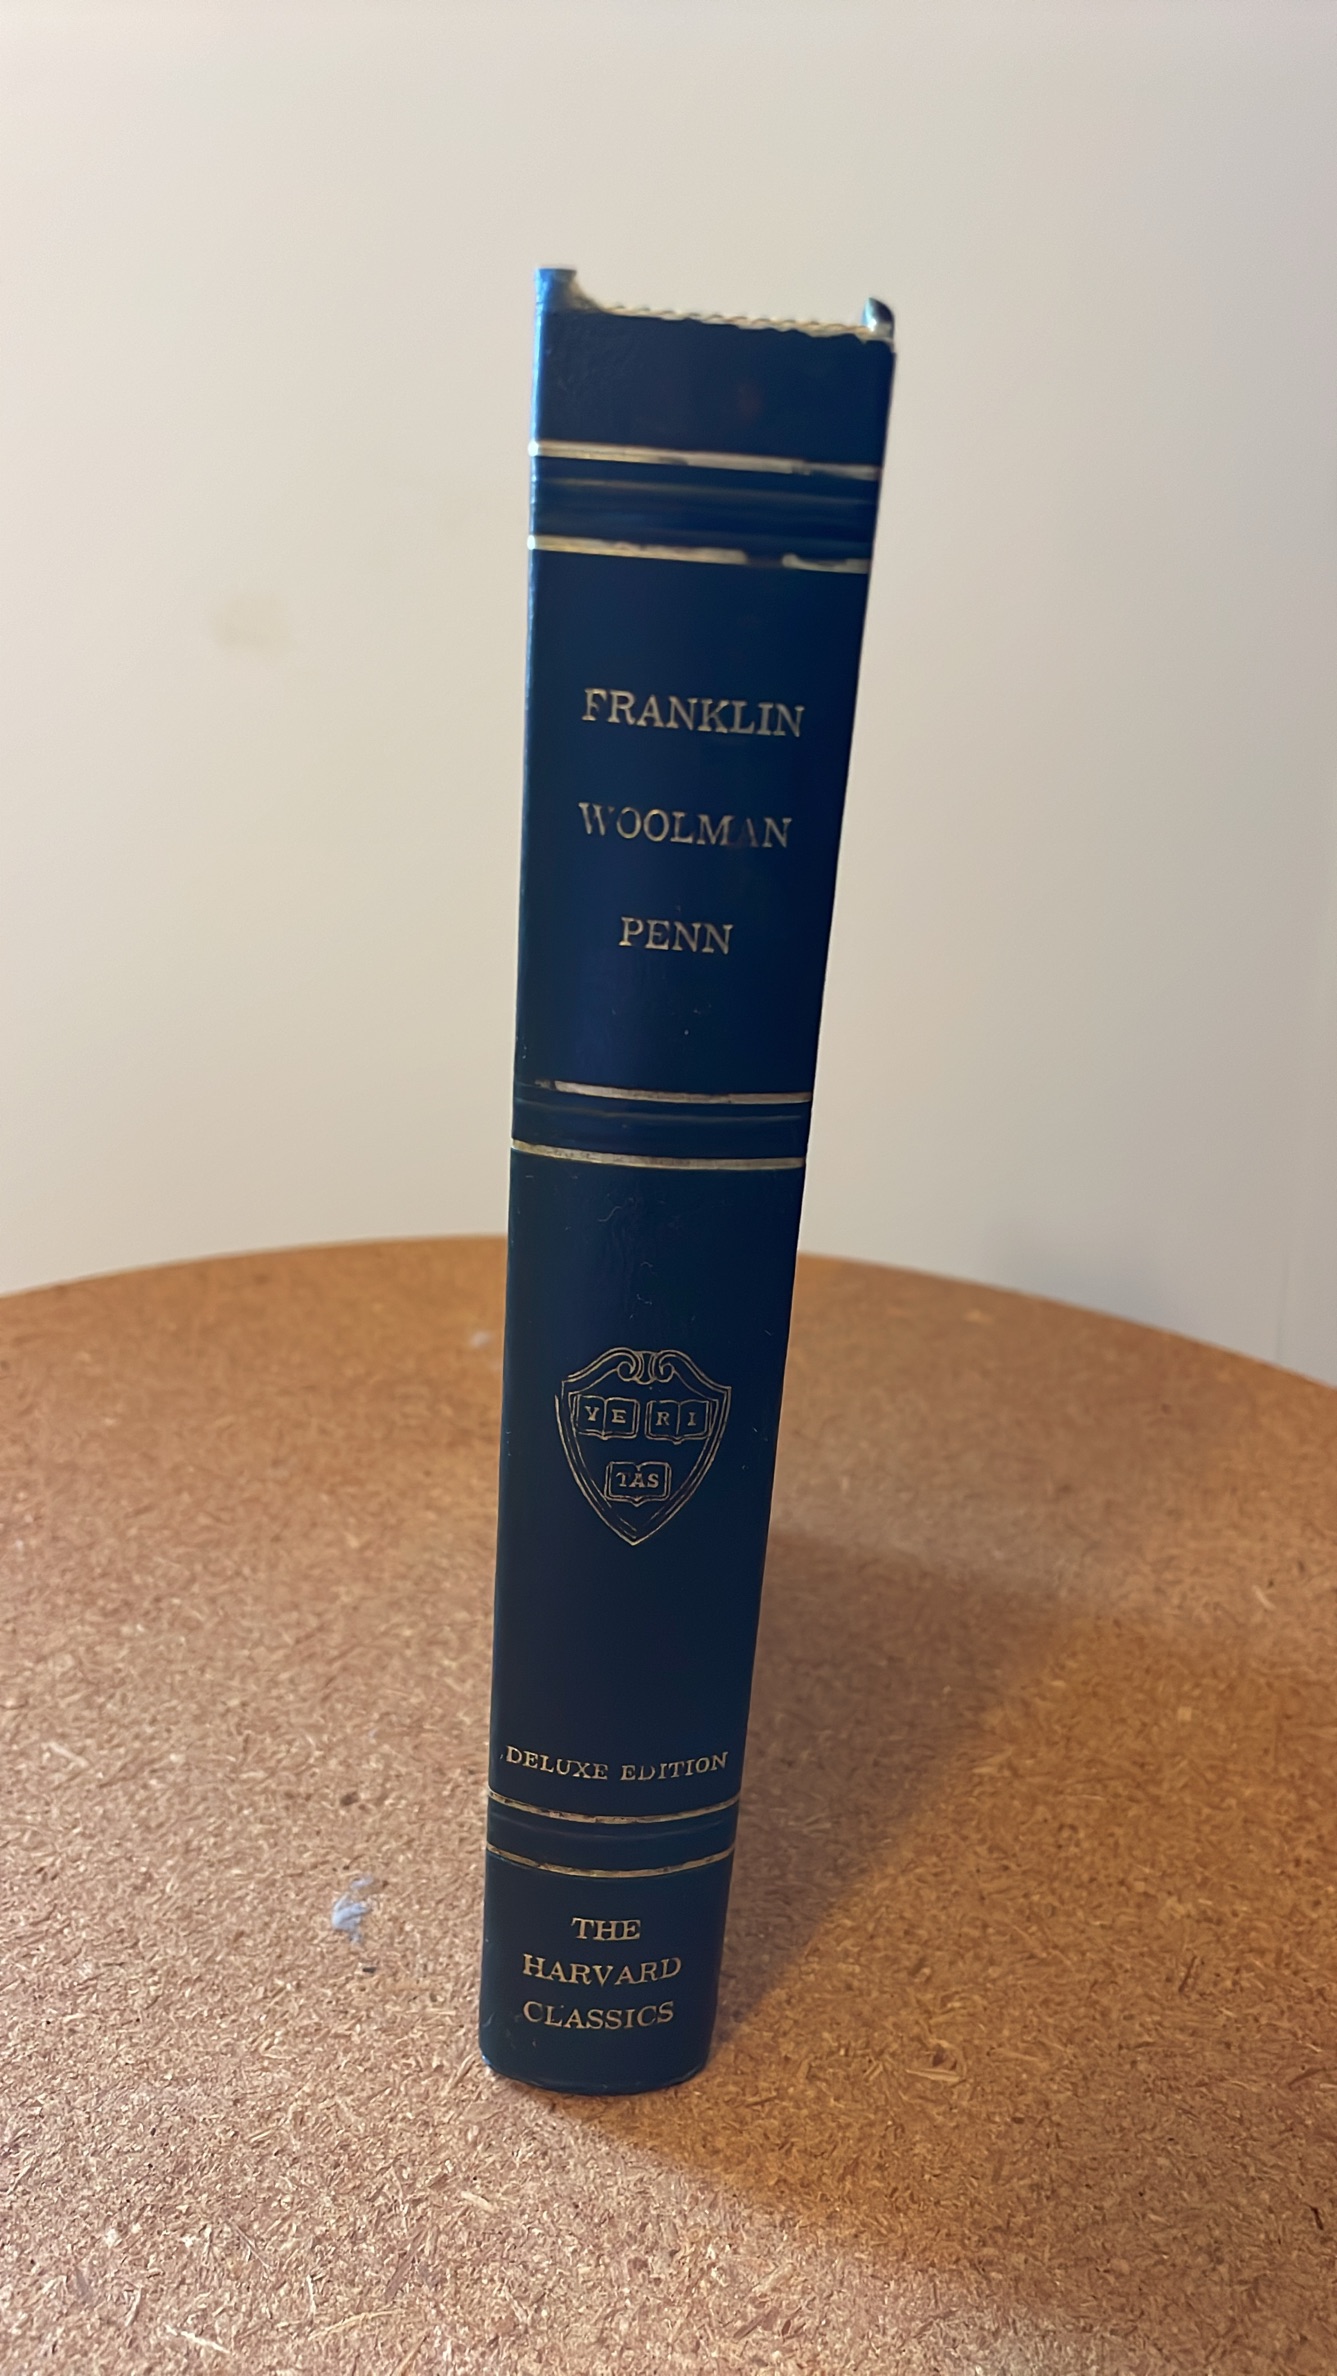 FRANKLIN
WOOLMAN
PENN
VE RI
TAS
DELUXE EDITION
THE
HARVARD
CLASSICS